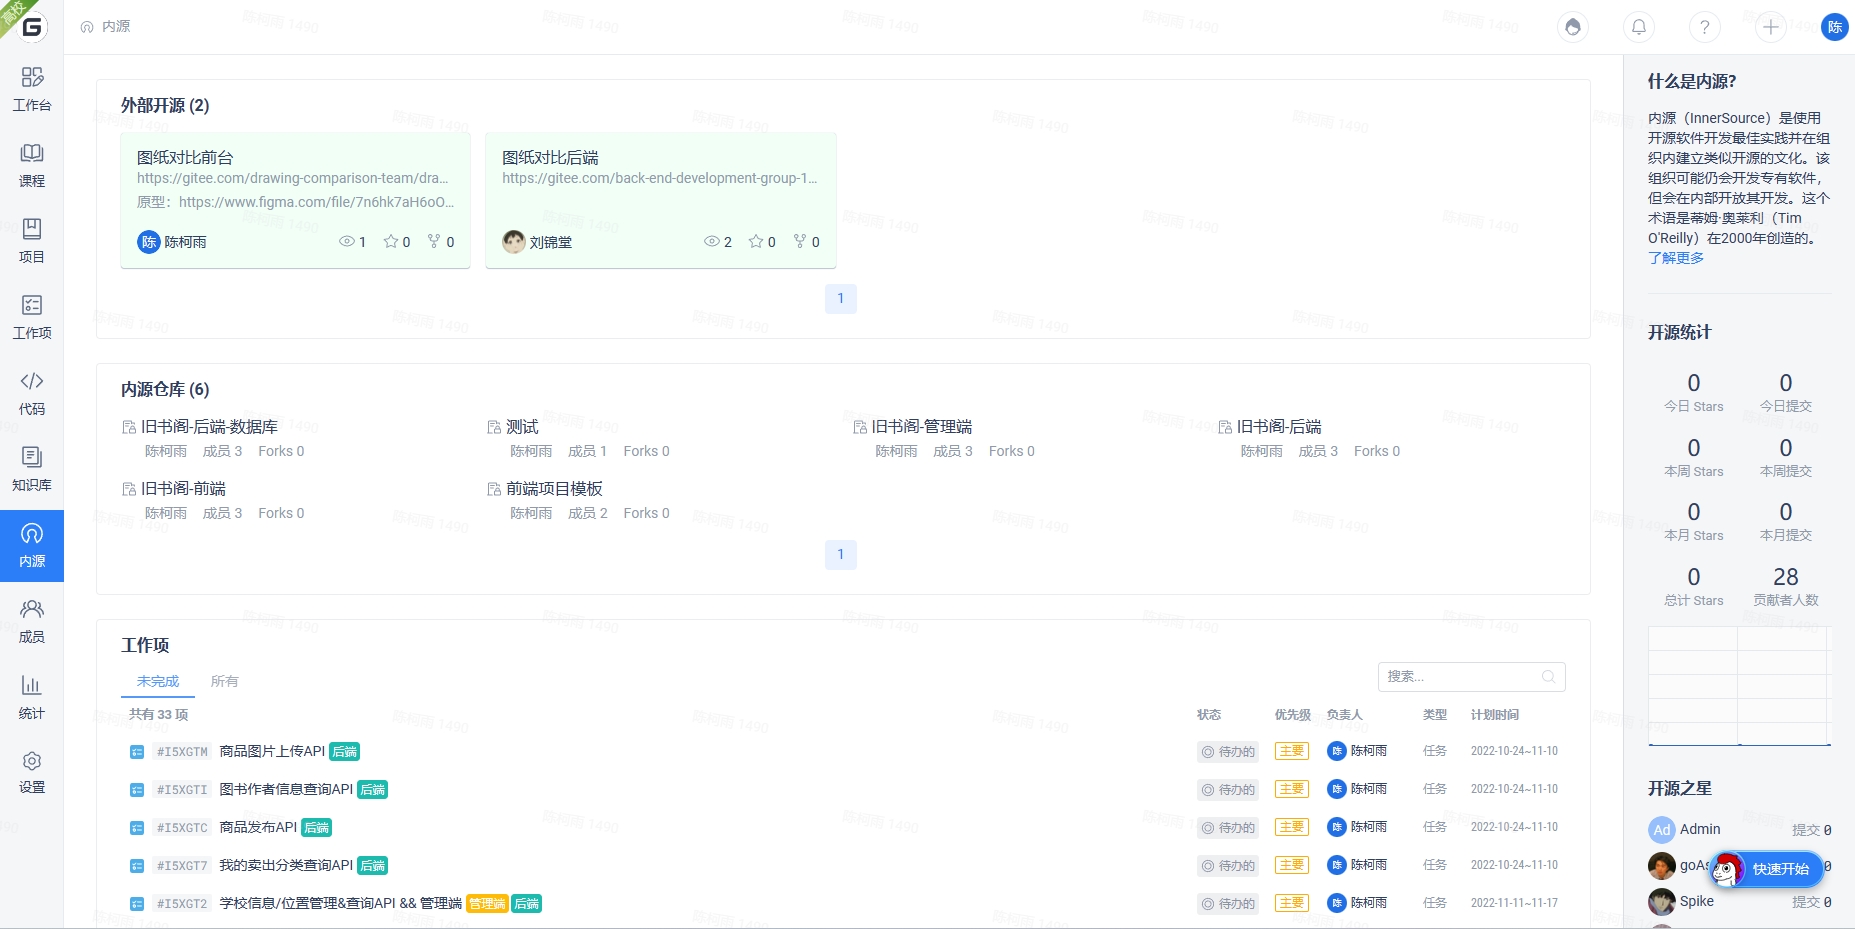 高校
内源
陈
工作台
课程
项目
工作项
代码
知识库
内源
成员
统计
设置
外部开源 (2)
图纸对比前台
https://gitee.com/drawing-comparison-team/dra...
原型：https://www.figma.com/file/7n6hk7aH6oO...
陈 陈柯雨 1 0 0
图纸对比后端
https://gitee.com/back-end-development-group-1...
刘锦堂 2 0 0
1
内源仓库 (6)
旧书阁-后端-数据库
陈柯雨 成员 3 Forks 0
测试
陈柯雨 成员 1 Forks 0
旧书阁-管理端
陈柯雨 成员 3 Forks 0
旧书阁-后端
陈柯雨 成员 3 Forks 0
旧书阁-前端
陈柯雨 成员 3 Forks 0
前端项目模板
陈柯雨 成员 2 Forks 0
1
工作项
未完成 所有
搜索...
共有 33 项 状态 优先级 负责人 类型 计划时间
#I5XGTM 商品图片上传API 后端 待办的 主要 陈 陈柯雨 任务 2022-10-24~11-10
#I5XGTI 图书作者信息查询API 后端 待办的 主要 陈 陈柯雨 任务 2022-10-24~11-10
#I5XGTC 商品发布API 后端 待办的 主要 陈 陈柯雨 任务 2022-10-24~11-10
#I5XGT7 我的卖出分类查询API 后端 待办的 主要 陈 陈柯雨 任务 2022-10-24~11-10
#I5XGT2 学校信息/位置管理&查询API && 管理端 管理端 后端 待办的 主要 陈 陈柯雨 任务 2022-11-11~11-17
什么是内源?
内源（InnerSource）是使用
开源软件开发最佳实践并在组
织内建立类似开源的文化。该
组织可能仍会开发专有软件，
但会在内部开放其开发。这个
术语是蒂姆·奥莱利（Tim
O'Reilly）在2000年创造的。
了解更多
开源统计
0 0
今日 Stars 今日提交
0 0
本周 Stars 本周提交
0 0
本月 Stars 本月提交
0 28
总计 Stars 贡献者人数
开源之星
Ad Admin 提交 0
goAs 快速开始 0
Spike 提交 0
陈柯雨 1490